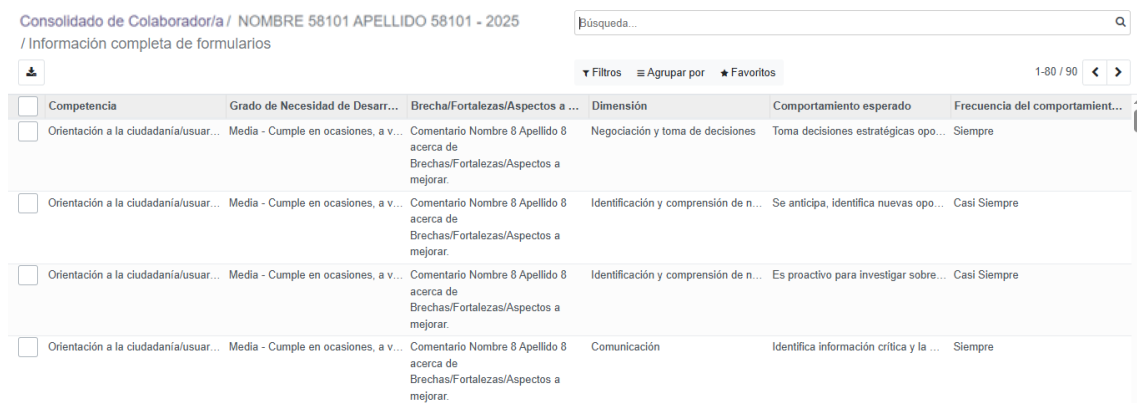 Consolidado de Colaborador/a / NOMBRE 58101 APELLIDO 58101 - 2025
/ Información completa de formularios
Búsqueda...
Filtros Agrupar por Favoritos
1-80 / 90
Competencia Grado de Necesidad de Desarr... Brecha/Fortalezas/Aspectos a ... Dimensión Comportamiento esperado Frecuencia del comportamient...
Orientación a la ciudadanía/usuar... Media - Cumple en ocasiones, a v... Comentario Nombre 8 Apellido 8 Negociación y toma de decisiones Toma decisiones estratégicas opo... Siempre
acerca de
Brechas/Fortalezas/Aspectos a
mejorar.
Orientación a la ciudadanía/usuar... Media - Cumple en ocasiones, a v... Comentario Nombre 8 Apellido 8 Identificación y comprensión de n... Se anticipa, identifica nuevas opo... Casi Siempre
acerca de
Brechas/Fortalezas/Aspectos a
mejorar.
Orientación a la ciudadanía/usuar... Media - Cumple en ocasiones, a v... Comentario Nombre 8 Apellido 8 Identificación y comprensión de n... Es proactivo para investigar sobre... Casi Siempre
acerca de
Brechas/Fortalezas/Aspectos a
mejorar.
Orientación a la ciudadanía/usuar... Media - Cumple en ocasiones, a v... Comentario Nombre 8 Apellido 8 Comunicación Identifica información crítica y la ... Siempre
acerca de
Brechas/Fortalezas/Aspectos a
mejorar.